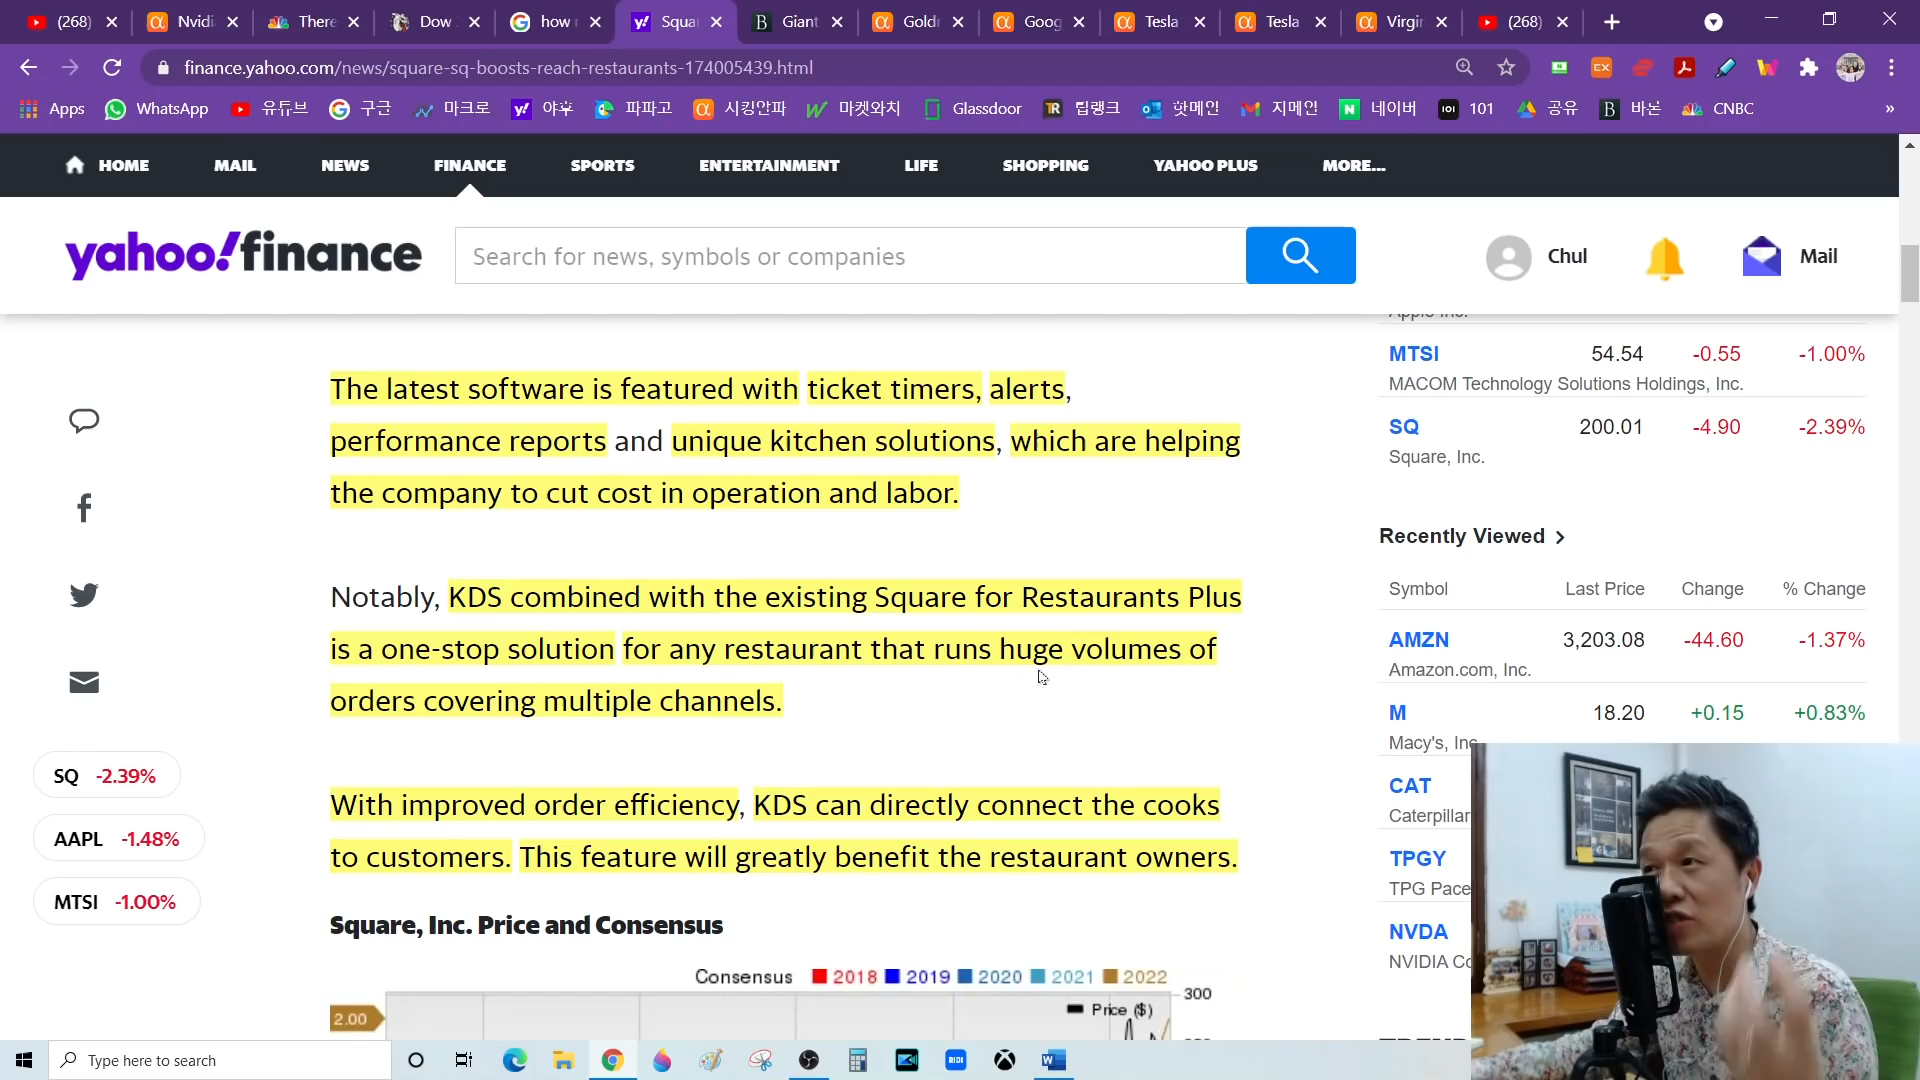 (268)
Nvidi
There
Dow
how r
Squar
Giant
Goldm
Goog
Tesla
Tesla
Virgin
(268)
finance.yahoo.com/news/square-sq-boosts-reach-restaurants-174005439.html
Apps
WhatsApp
유튜브
구글
마크로
야후
파파고
시킹알파
마켓와치
Glassdoor
팁랭크
핫메인
지메인
네이버
101
공유
바론
CNBC
»
HOME
MAIL
NEWS
FINANCE
SPORTS
ENTERTAINMENT
LIFE
SHOPPING
YAHOO PLUS
MORE...
yahoo!finance
Search for news, symbols or companies
Chul
Mail
The latest software is featured with ticket timers, alerts,
performance reports and unique kitchen solutions, which are helping
the company to cut cost in operation and labor.
Notably, KDS combined with the existing Square for Restaurants Plus
is a one-stop solution for any restaurant that runs huge volumes of
orders covering multiple channels.
With improved order efficiency, KDS can directly connect the cooks
to customers. This feature will greatly benefit the restaurant owners.
Square, Inc. Price and Consensus
Consensus 2018 2019 2020 2021 2022
300
Price ($)
2.00
SQ -2.39%
AAPL -1.48%
MTSI -1.00%
Apple Inc.
MTSI 54.54 -0.55 -1.00%
MACOM Technology Solutions Holdings, Inc.
SQ 200.01 -4.90 -2.39%
Square, Inc.
Recently Viewed >
Symbol Last Price Change % Change
AMZN 3,203.08 -44.60 -1.37%
Amazon.com, Inc.
M 18.20 +0.15 +0.83%
Macy's, Inc
CAT
Caterpillar
TPGY
TPG Pace
NVDA
NVIDIA Co
Type here to search
RIDI